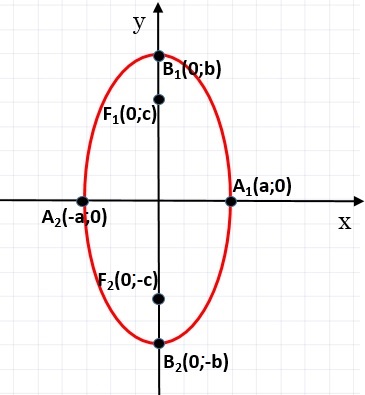 y
B₁(0;b)
F₁(0;c)
A₁(a;0)
A₂(-a;0)
x
F₂(0;-c)
B₂(0;-b)